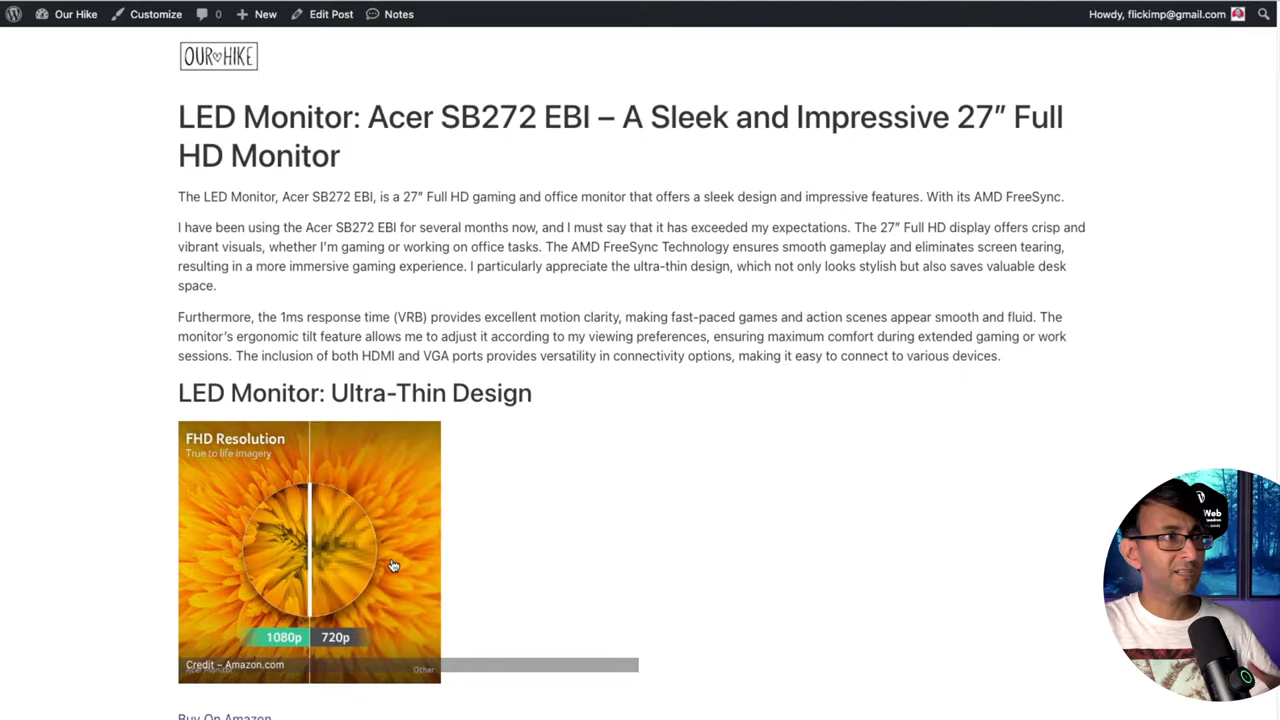 Our Hike
Customize
0
New
Edit Post
Notes
Howdy, flickimp@gmail.com
OUR HIKE
LED Monitor: Acer SB272 EBI – A Sleek and Impressive 27″ Full
HD Monitor
The LED Monitor, Acer SB272 EBI, is a 27″ Full HD gaming and office monitor that offers a sleek design and impressive features. With its AMD FreeSync.
I have been using the Acer SB272 EBI for several months now, and I must say that it has exceeded my expectations. The 27″ Full HD display offers crisp and
vibrant visuals, whether I’m gaming or working on office tasks. The AMD FreeSync Technology ensures smooth gameplay and eliminates screen tearing,
resulting in a more immersive gaming experience. I particularly appreciate the ultra-thin design, which not only looks stylish but also saves valuable desk
space.
Furthermore, the 1ms response time (VRB) provides excellent motion clarity, making fast-paced games and action scenes appear smooth and fluid. The
monitor’s ergonomic tilt feature allows me to adjust it according to my viewing preferences, ensuring maximum comfort during extended gaming or work
sessions. The inclusion of both HDMI and VGA ports provides versatility in connectivity options, making it easy to connect to various devices.
LED Monitor: Ultra-Thin Design
FHD Resolution
True to life imagery
1080p
720p
Credit – Amazon.com
Acer Monitor
Other
Buy On Amazon
Web